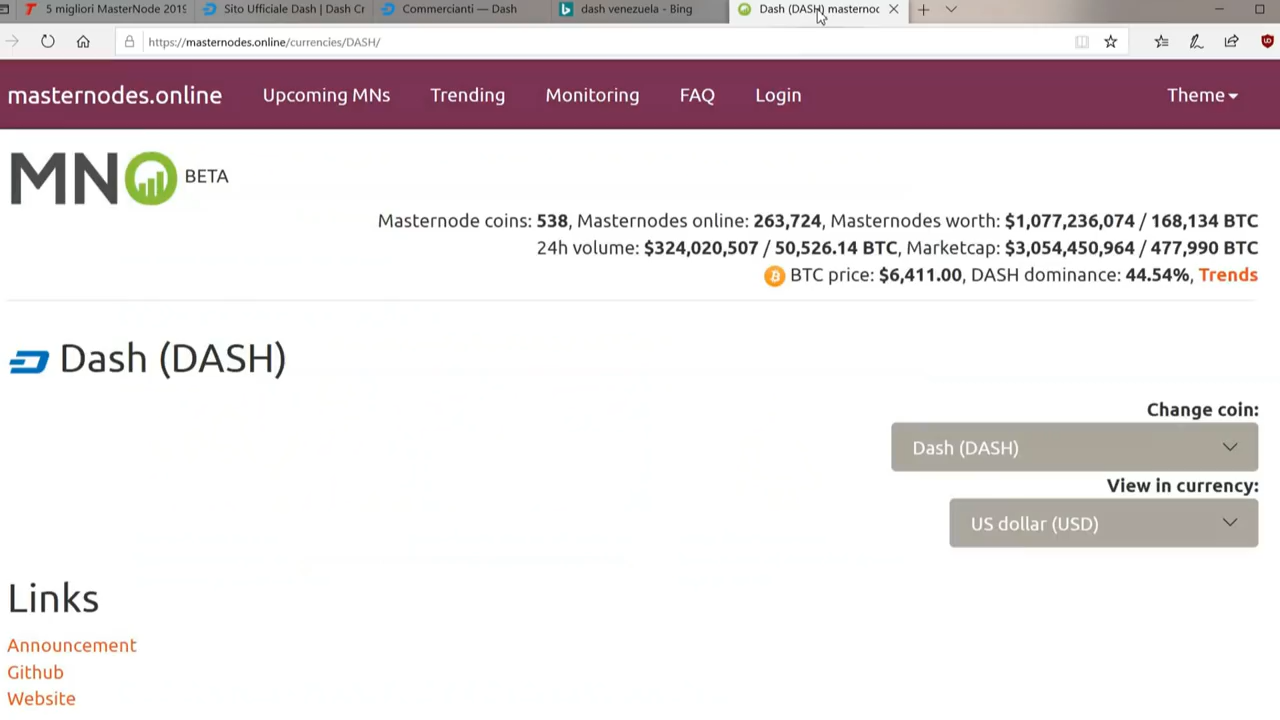 5 migliori MasterNode 2019
Sito Ufficiale Dash | Dash Cr
Commercianti — Dash
dash venezuela - Bing
Dash (DASH) masternoc
https://masternodes.online/currencies/DASH/
masternodes.online
Upcoming MNs
Trending
Monitoring
FAQ
Login
Theme
MNO BETA
Masternode coins: 538, Masternodes online: 263,724, Masternodes worth: $1,077,236,074 / 168,134 BTC
24h volume: $324,020,507 / 50,526.14 BTC, Marketcap: $3,054,450,964 / 477,990 BTC
BTC price: $6,411.00, DASH dominance: 44.54%, Trends
Dash (DASH)
Change coin:
Dash (DASH)
View in currency:
US dollar (USD)
Links
Announcement
Github
Website